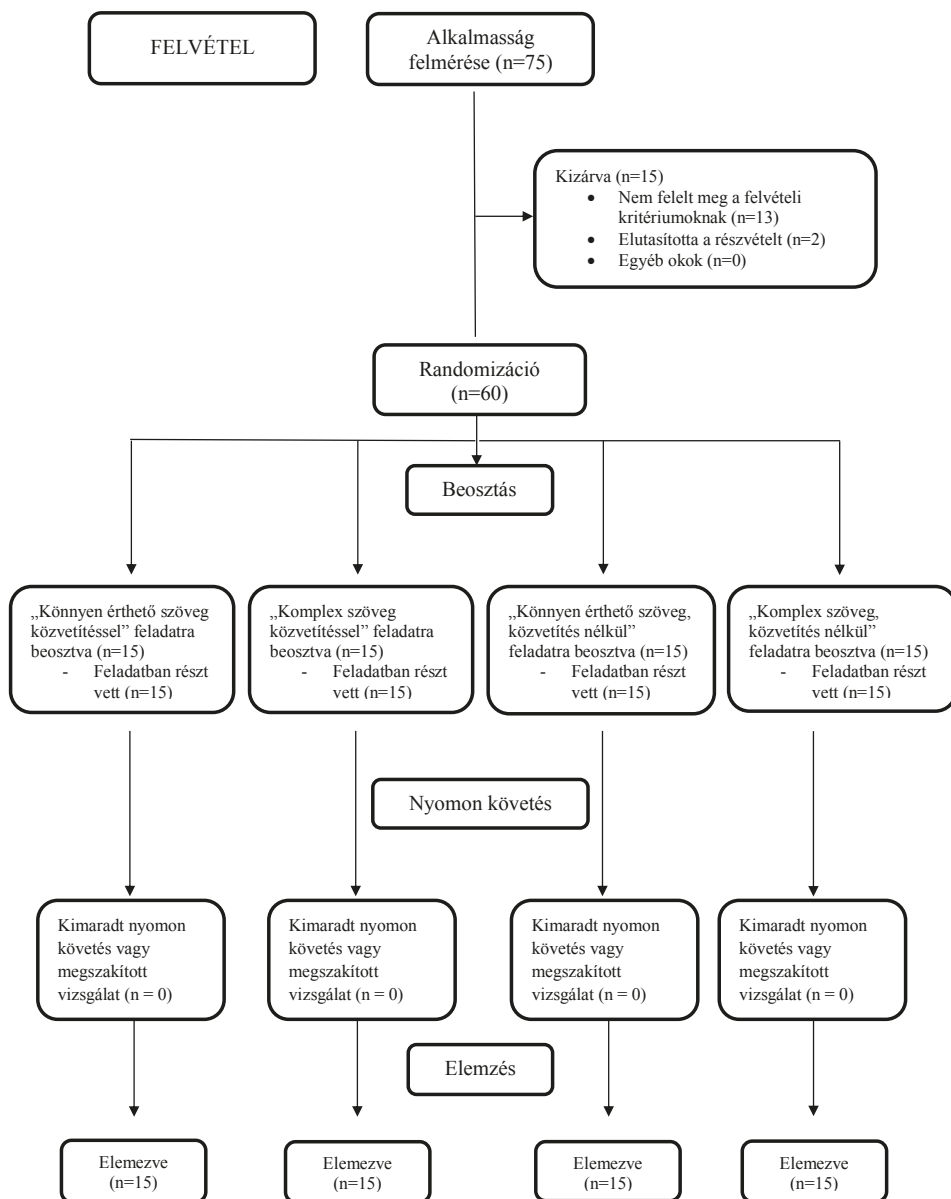 FELVÉTEL
Alkalmasság
felmérése (n=75)
Kizárva (n=15)
• Nem felelt meg a felvételi
kritériumoknak (n=13)
• Elutasította a részvételt (n=2)
• Egyéb okok (n=0)
Randomizáció
(n=60)
Beosztás
„Könnyen érthető szöveg
közvetítéssel” feladatra
beosztva (n=15)
- Feladatban részt
vett (n=15)
„Komplex szöveg
közvetítéssel” feladatra
beosztva (n=15)
- Feladatban részt
vett (n=15)
„Könnyen érthető szöveg,
közvetítés nélkül”
feladatra beosztva (n=15)
- Feladatban részt
vett (n=15)
„Komplex szöveg,
közvetítés nélkül”
feladatra beosztva (n=15)
- Feladatban részt
vett (n=15)
Nyomon követés
Kimaradt nyomon
követés vagy
megszakított
vizsgálat (n = 0)
Kimaradt nyomon
követés vagy
megszakított
vizsgálat (n = 0)
Kimaradt nyomon
követés vagy
megszakított
vizsgálat (n = 0)
Kimaradt nyomon
követés vagy
megszakított
vizsgálat (n = 0)
Elemzés
Elemezve
(n=15)
Elemezve
(n=15)
Elemezve
(n=15)
Elemezve
(n=15)